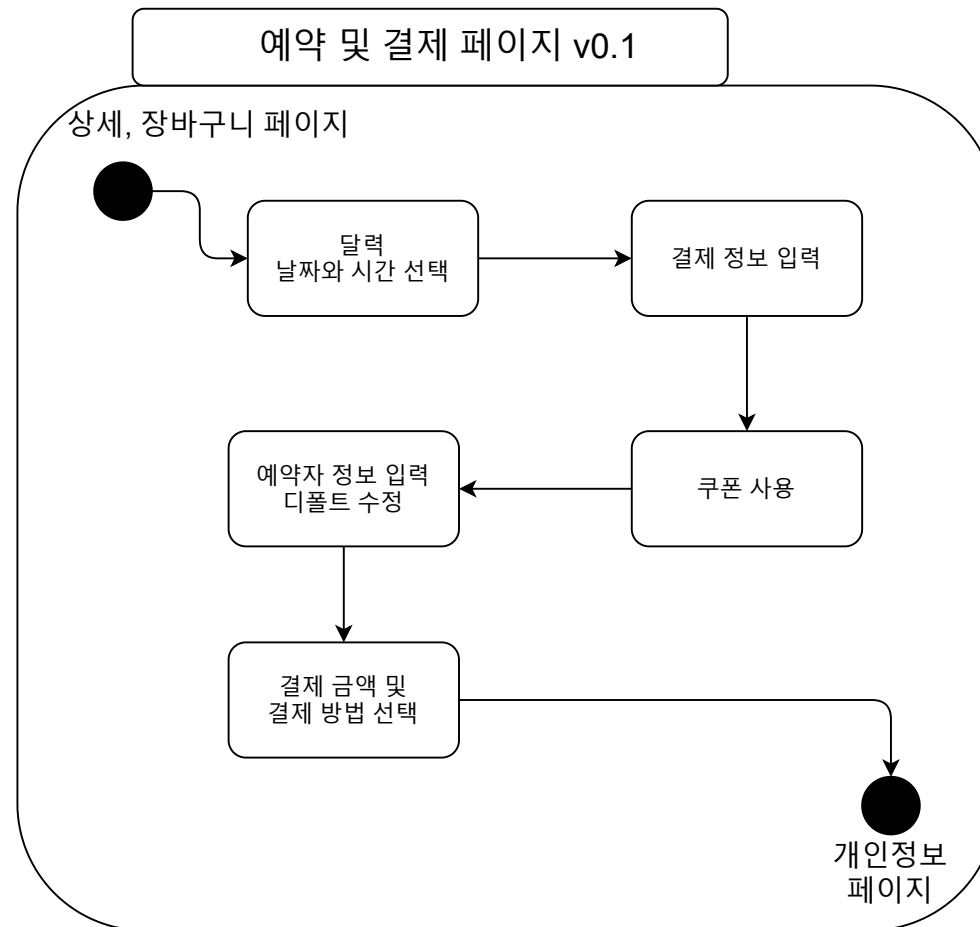 예약 및 결제 페이지 v0.1
상세, 장바구니 페이지
달력
날짜와 시간 선택
결제 정보 입력
예약자 정보 입력
디폴트 수정
쿠폰 사용
결제 금액 및
결제 방법 선택
개인정보
페이지